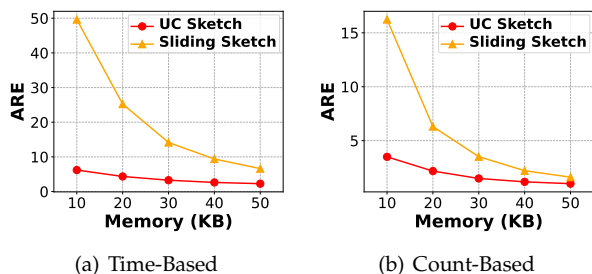 UC Sketch
Sliding Sketch
ARE
50
40
30
20
10
0
10 20 30 40 50
Memory (KB)
(a) Time-Based
UC Sketch
Sliding Sketch
ARE
15
10
5
10 20 30 40 50
Memory (KB)
(b) Count-Based